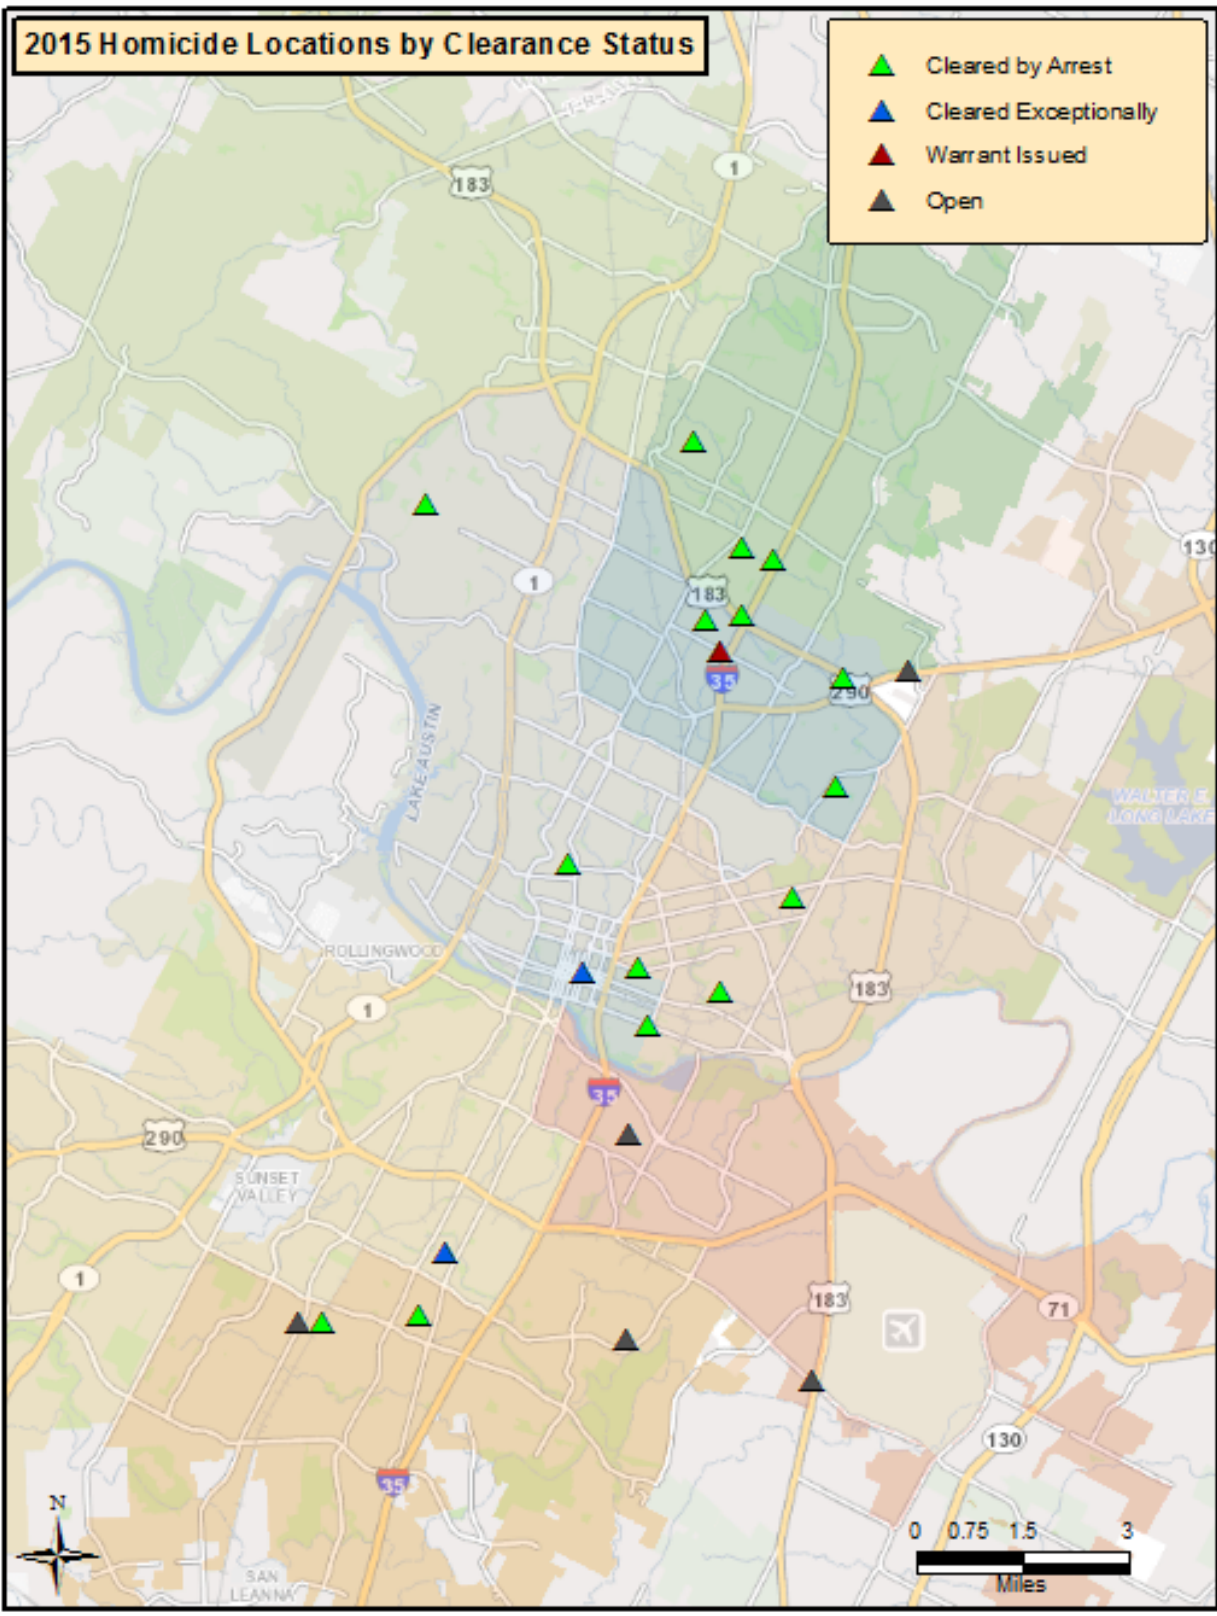 2015 Homicide Locations by Clearance Status
Cleared by Arrest
Cleared Exceptionally
Warrant Issued
Open
1
183
130
1
183
35
290
LAKE AUSTIN
WALTER E.
LONG LAKE
ROLLINGWOOD
183
1
35
290
SUNSET
VALLEY
1
183
71
130
35
N
SAN
LEANNA
0 0.75 1.5 3
Miles